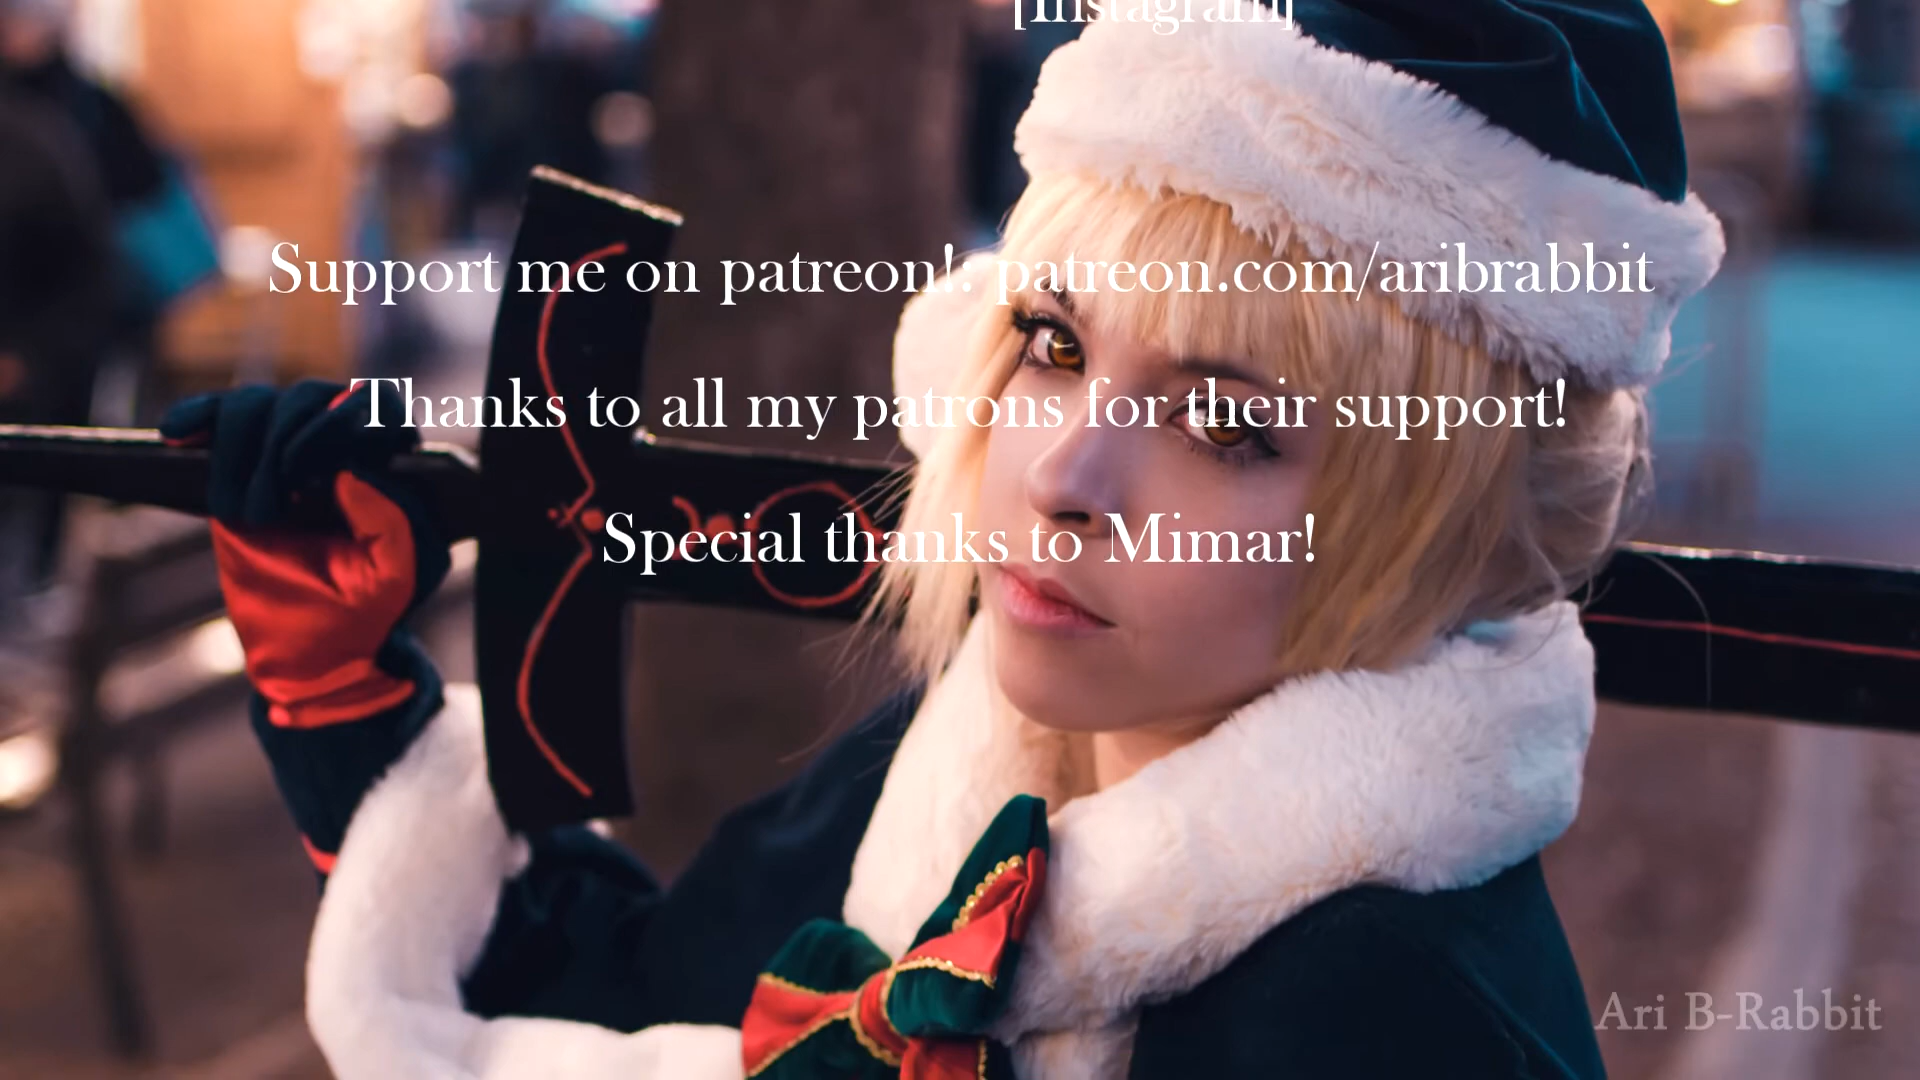 [Instagram]
Support me on patreon!: patreon.com/aribrabbit
Thanks to all my patrons for their support!
Special thanks to Mimar!
Ari B-Rabbit